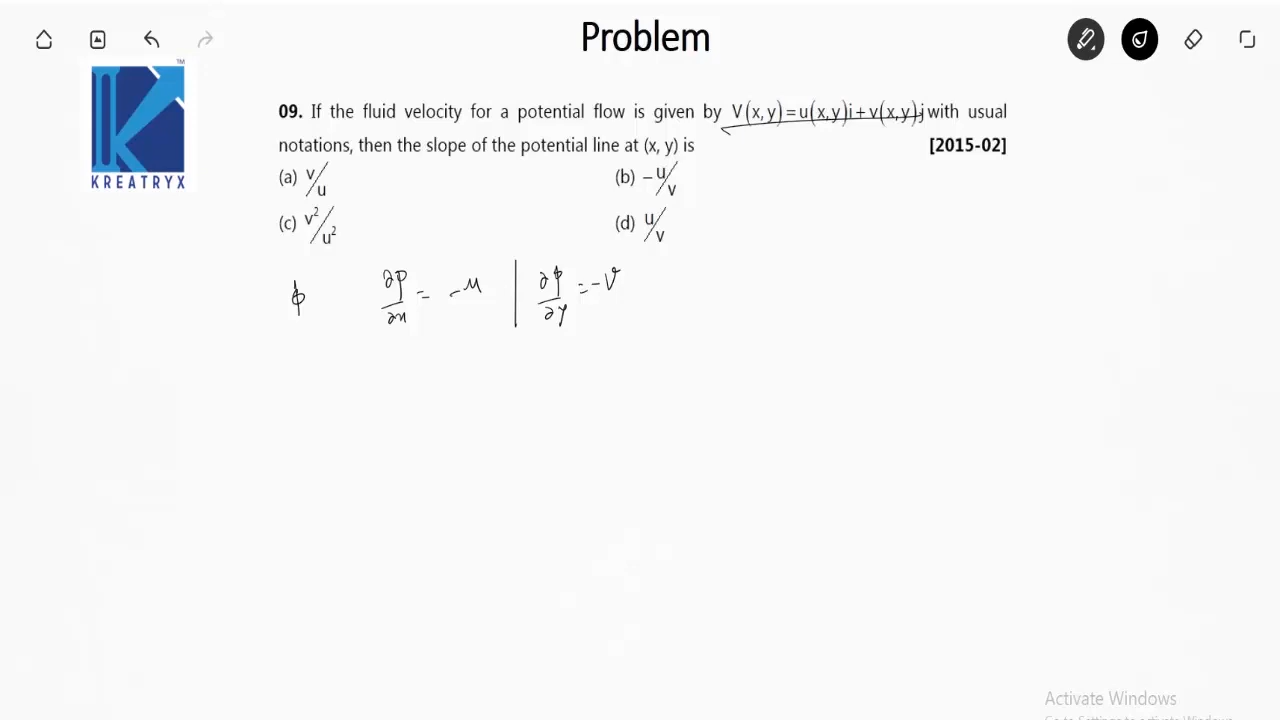 Problem
TM
KREATRYX
09. If the fluid velocity for a potential flow is given by V(x,y)=u(x,y)i+v(x,y)j with usual
notations, then the slope of the potential line at (x, y) is [2015-02]
(a) v/u (b) −u/v
(c) v²/u² (d) u/v
ϕ ∂φ/∂x = -u | ∂φ/∂y = -v
Activate Windows